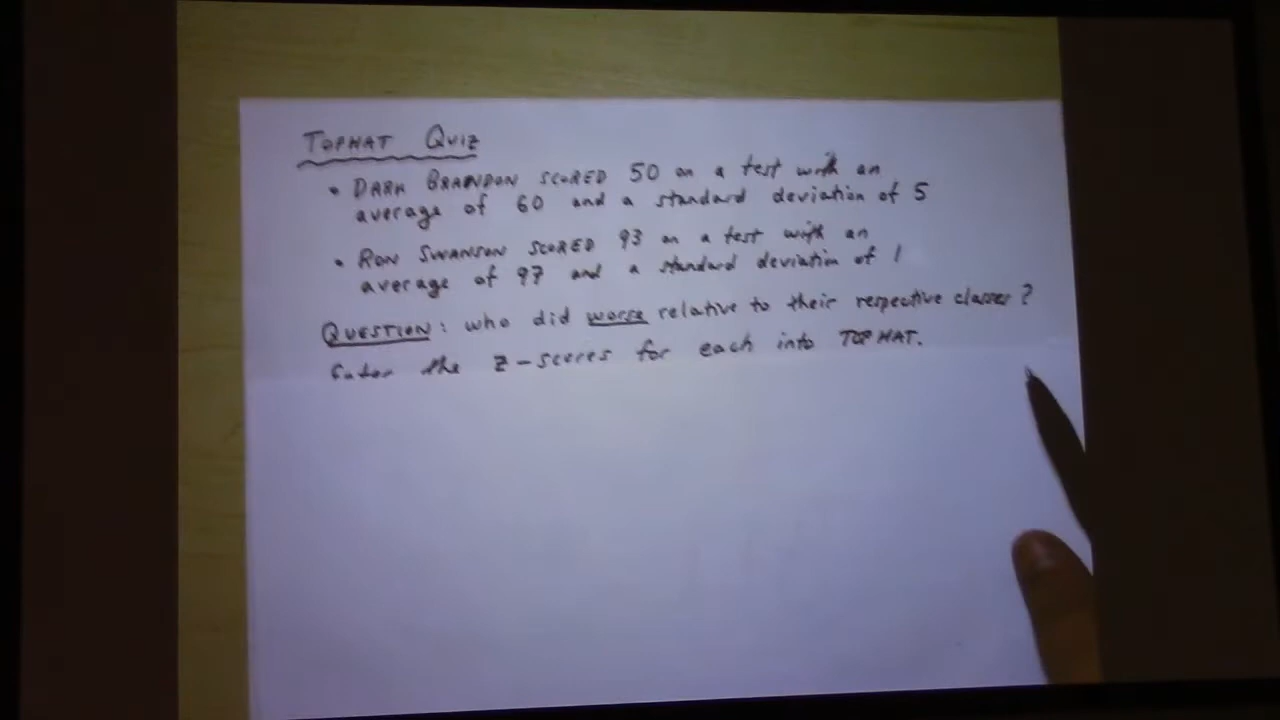 TOPHAT QUIZ
• DARK BRANDON SCORED 50 on a test with an
average of 60 and a standard deviation of 5
• RON SWANSON SCORED 93 on a test with an
average of 97 and a standard deviation of 1
QUESTION: who did worse relative to their respective classes?
Enter the z-scores for each into TOPHAT.